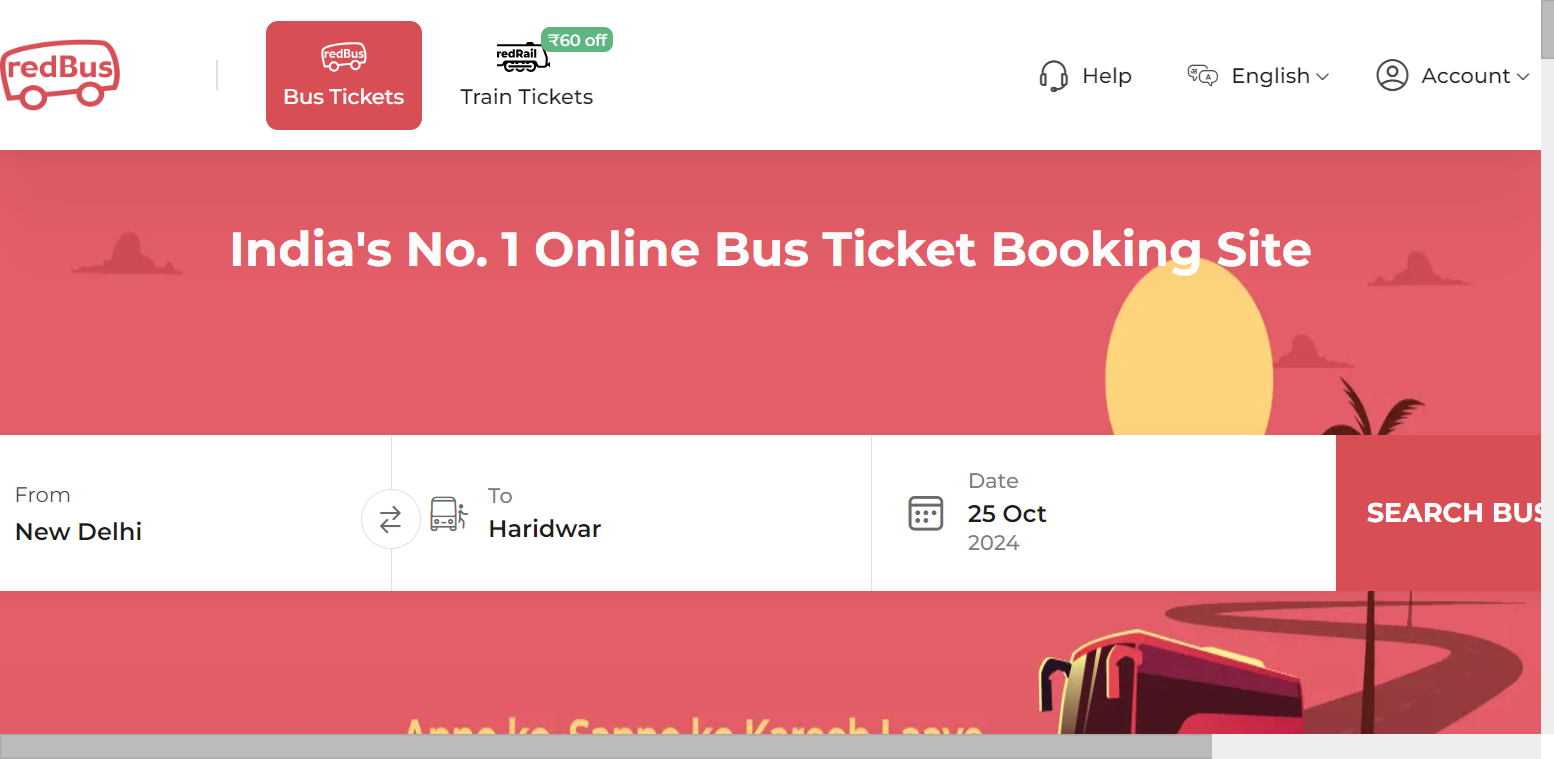 redBus
redBus
Bus Tickets
redRail
₹60 off
Train Tickets
Help
English
Account
India's No. 1 Online Bus Ticket Booking Site
From
New Delhi
To
Haridwar
Date
25 Oct
2024
SEARCH BUS